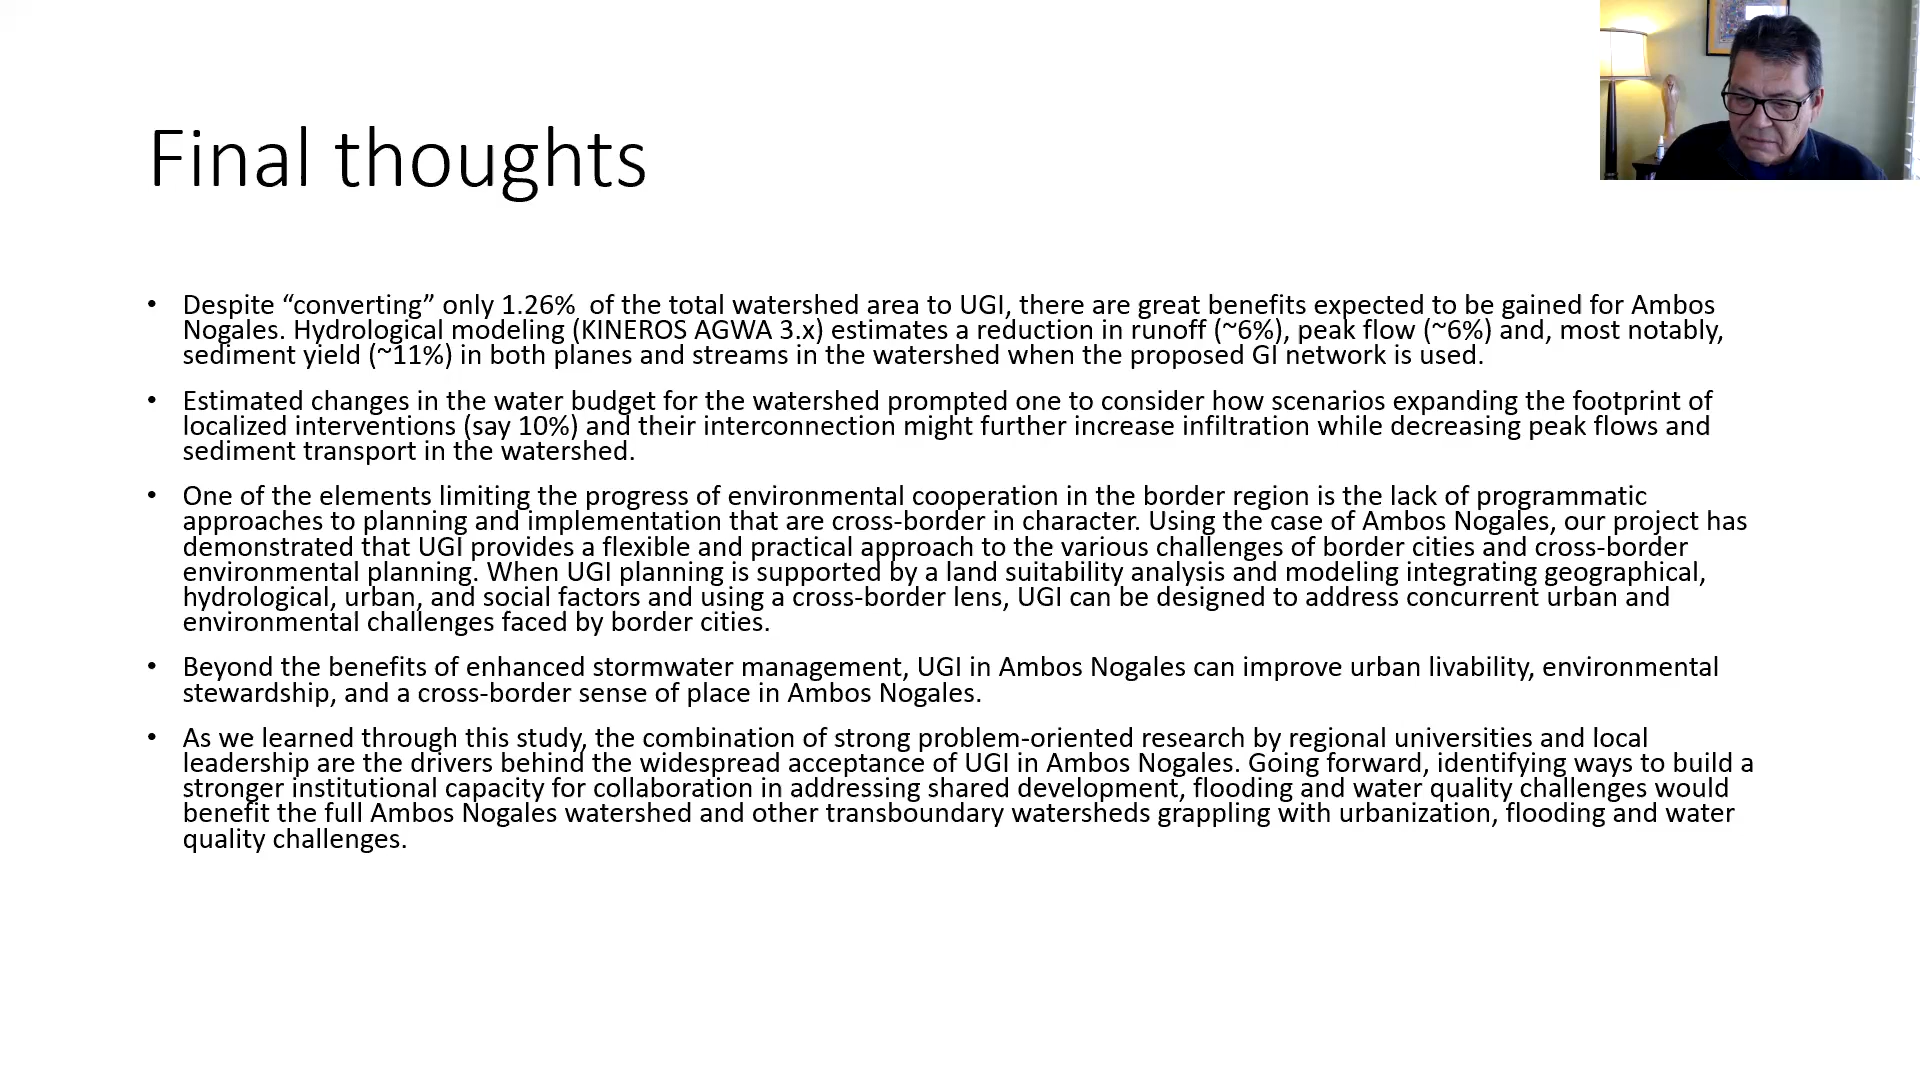 Final thoughts
• Despite “converting” only 1.26%  of the total watershed area to UGI, there are great benefits expected to be gained for Ambos
Nogales. Hydrological modeling (KINEROS AGWA 3.x) estimates a reduction in runoff (~6%), peak flow (~6%) and, most notably,
sediment yield (~11%) in both planes and streams in the watershed when the proposed GI network is used.
• Estimated changes in the water budget for the watershed prompted one to consider how scenarios expanding the footprint of
localized interventions (say 10%) and their interconnection might further increase infiltration while decreasing peak flows and
sediment transport in the watershed.
• One of the elements limiting the progress of environmental cooperation in the border region is the lack of programmatic
approaches to planning and implementation that are cross-border in character. Using the case of Ambos Nogales, our project has
demonstrated that UGI provides a flexible and practical approach to the various challenges of border cities and cross-border
environmental planning. When UGI planning is supported by a land suitability analysis and modeling integrating geographical,
hydrological, urban, and social factors and using a cross-border lens, UGI can be designed to address concurrent urban and
environmental challenges faced by border cities.
• Beyond the benefits of enhanced stormwater management, UGI in Ambos Nogales can improve urban livability, environmental
stewardship, and a cross-border sense of place in Ambos Nogales.
• As we learned through this study, the combination of strong problem-oriented research by regional universities and local
leadership are the drivers behind the widespread acceptance of UGI in Ambos Nogales. Going forward, identifying ways to build a
stronger institutional capacity for collaboration in addressing shared development, flooding and water quality challenges would
benefit the full Ambos Nogales watershed and other transboundary watersheds grappling with urbanization, flooding and water
quality challenges.